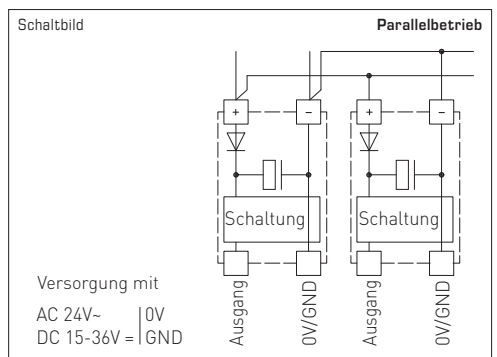 Schaltbild
Parallelbetrieb
+ − + −
Schaltung Schaltung
Ausgang 0V/GND Ausgang 0V/GND
Versorgung mit
AC 24V~ | 0V
DC 15-36V = | GND